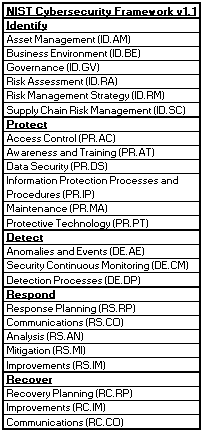 NIST Cybersecurity Framework v1.1
Identify
Asset Management (ID.AM)
Business Environment (ID.BE)
Governance (ID.GV)
Risk Assessment (ID.RA)
Risk Management Strategy (ID.RM)
Supply Chain Risk Management (ID.SC)
Protect
Access Control (PR.AC)
Awareness and Training (PR.AT)
Data Security (PR.DS)
Information Protection Processes and
Procedures (PR.IP)
Maintenance (PR.MA)
Protective Technology (PR.PT)
Detect
Anomalies and Events (DE.AE)
Security Continuous Monitoring (DE.CM)
Detection Processes (DE.DP)
Respond
Response Planning (RS.RP)
Communications (RS.CO)
Analysis (RS.AN)
Mitigation (RS.MI)
Improvements (RS.IM)
Recover
Recovery Planning (RC.RP)
Improvements (RC.IM)
Communications (RC.CO)